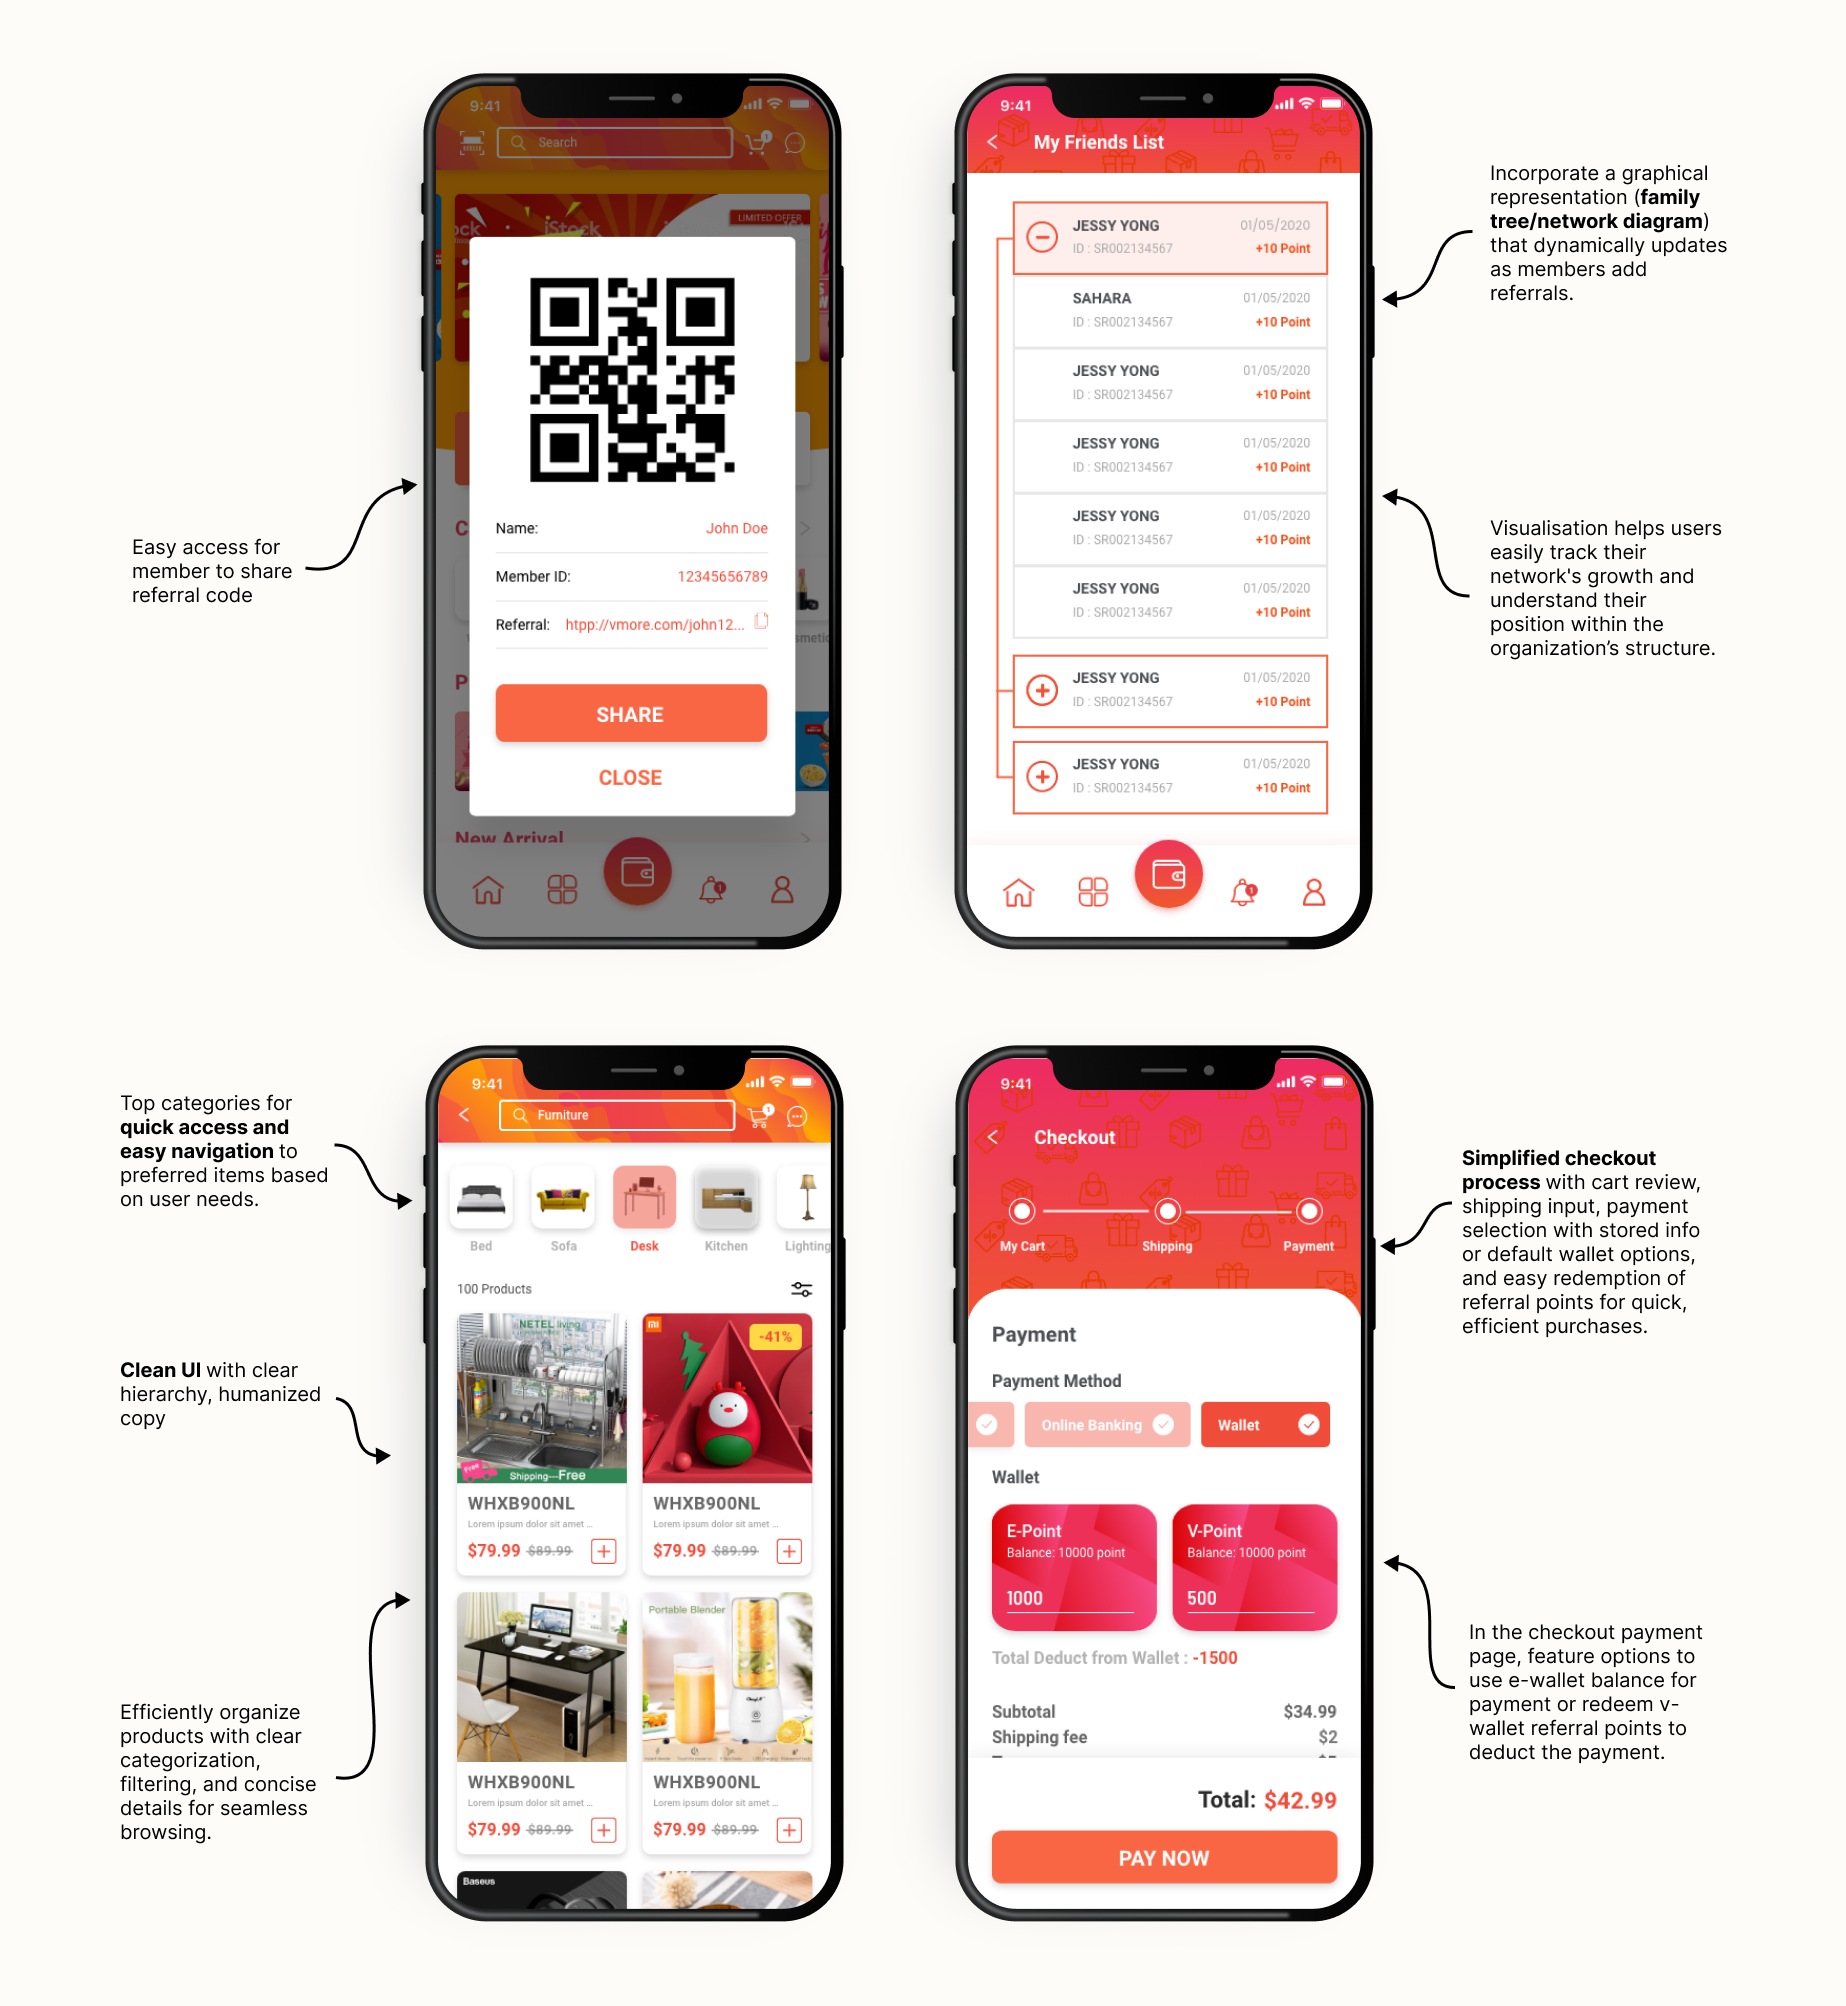 9:41
Search
1
LIMITED OFFER
iStock
Name: John Doe
Member ID: 12345656789
Referral: htpp://vmore.com/john12...
SHARE
CLOSE
New Arrival
1
Easy access for
member to share
referral code
9:41
My Friends List
JESSY YONG 01/05/2020
ID : SR002134567 +10 Point
SAHARA 01/05/2020
ID : SR002134567 +10 Point
JESSY YONG 01/05/2020
ID : SR002134567 +10 Point
JESSY YONG 01/05/2020
ID : SR002134567 +10 Point
JESSY YONG 01/05/2020
ID : SR002134567 +10 Point
JESSY YONG 01/05/2020
ID : SR002134567 +10 Point
JESSY YONG 01/05/2020
ID : SR002134567 +10 Point
JESSY YONG 01/05/2020
ID : SR002134567 +10 Point
1
Incorporate a graphical
representation (family
tree/network diagram)
that dynamically updates
as members add
referrals.
Visualisation helps users
easily track their
network's growth and
understand their
position within the
organization’s structure.
Top categories for
quick access and
easy navigation to
preferred items based
on user needs.
Clean UI with clear
hierarchy, humanized
copy
Efficiently organize
products with clear
categorization,
filtering, and concise
details for seamless
browsing.
9:41
Furniture
1
Bed Sofa Desk Kitchen Lighting
100 Products
NETEL living
Free
Shipping---Free
mi
-41%
WHXB900NL
Lorem ipsum dolor sit amet ...
$79.99 $89.99
WHXB900NL
Lorem ipsum dolor sit amet ...
$79.99 $89.99
Portable Blender
WHXB900NL
Lorem ipsum dolor sit amet ...
$79.99 $89.99
WHXB900NL
Lorem ipsum dolor sit amet ...
$79.99 $89.99
Baseus
9:41
Checkout
My Cart Shipping Payment
Payment
Payment Method
Online Banking Wallet
Wallet
E-Point
Balance: 10000 point
1000
V-Point
Balance: 10000 point
500
Total Deduct from Wallet : -1500
Subtotal $34.99
Shipping fee $2
Total: $42.99
PAY NOW
Simplified checkout
process with cart review,
shipping input, payment
selection with stored info
or default wallet options,
and easy redemption of
referral points for quick,
efficient purchases.
In the checkout payment
page, feature options to
use e-wallet balance for
payment or redeem v-
wallet referral points to
deduct the payment.